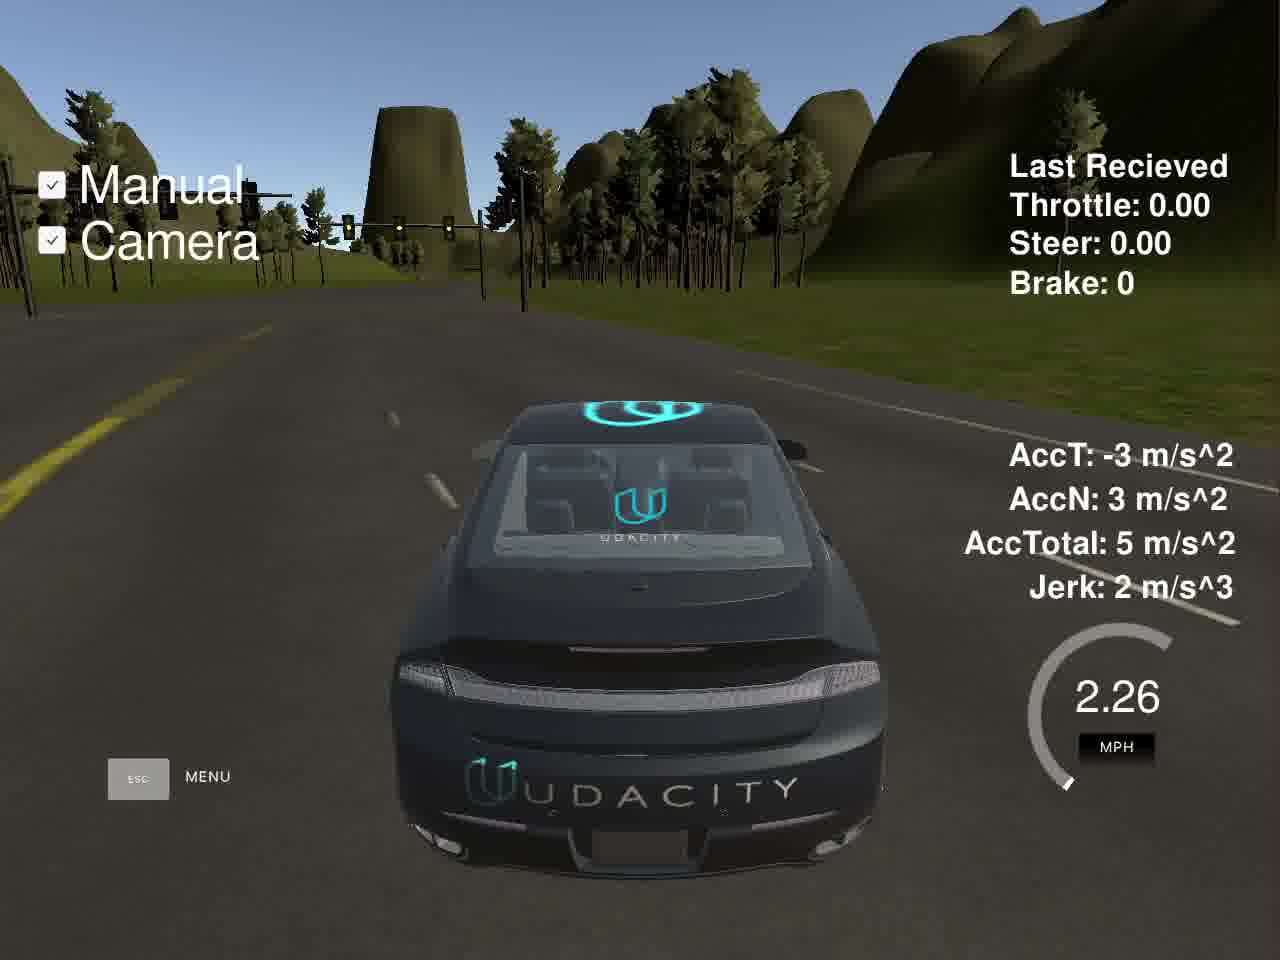 Manual
Camera
Last Recieved
Throttle: 0.00
Steer: 0.00
Brake: 0
AccT: -3 m/s^2
AccN: 3 m/s^2
AccTotal: 5 m/s^2
Jerk: 2 m/s^3
UDACITY
2.26
MPH
ESC MENU
UDACITY